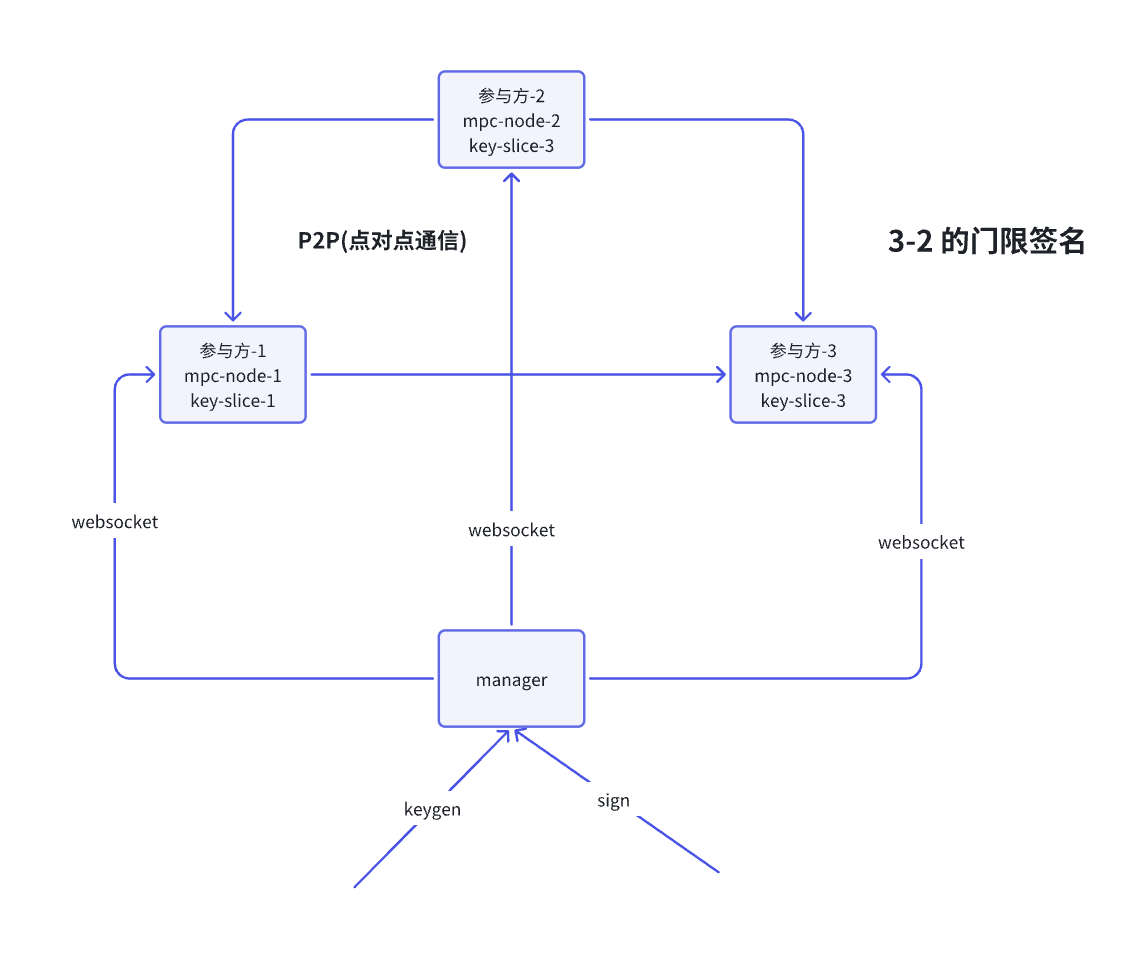 参与方-2
mpc-node-2
key-slice-3
P2P(点对点通信)
3-2 的门限签名
参与方-1
mpc-node-1
key-slice-1
参与方-3
mpc-node-3
key-slice-3
websocket
websocket
websocket
manager
keygen
sign